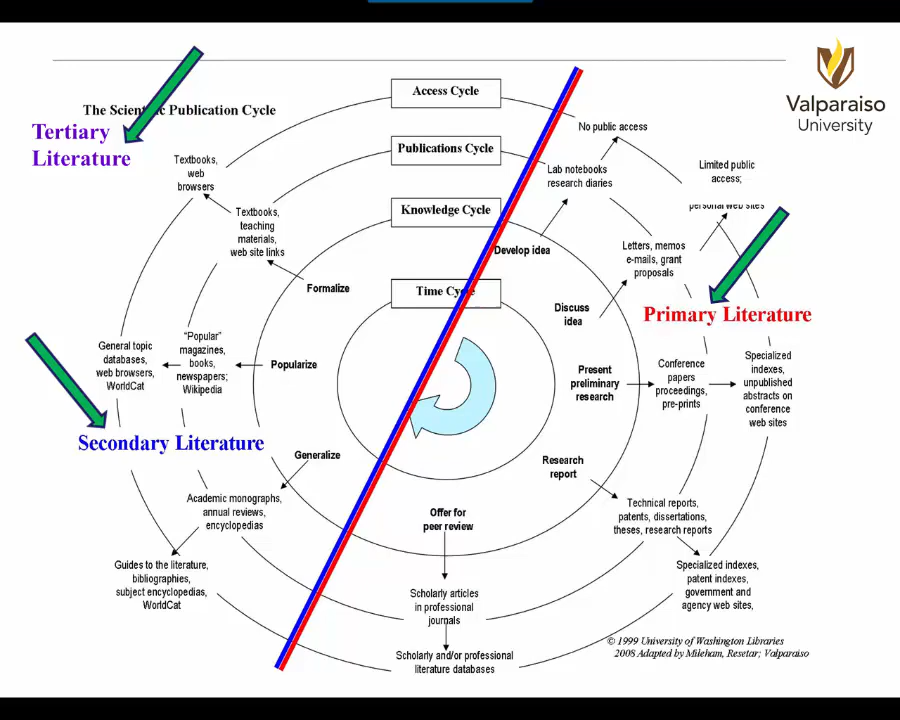 Valparaiso
University
The Scientific Publication Cycle
Tertiary
Literature
Access Cycle
Publications Cycle
Knowledge Cycle
Time Cycle
No public access
Lab notebooks
research diaries
Develop idea
Limited public
access;
personal web sites
Letters, memos
e-mails, grant
proposals
Discuss
idea
Primary Literature
Present
preliminary
research
Conference
papers
proceedings,
pre-prints
Specialized
indexes,
unpublished
abstracts on
conference
web sites
Research
report
Technical reports,
patents, dissertations,
theses, research reports
Specialized indexes,
patent indexes,
government and
agency web sites,
Offer for
peer review
Scholarly articles
in professional
journals
Scholarly and/or professional
literature databases
Generalize
Academic monographs,
annual reviews,
encyclopedias
Guides to the literature,
bibliographies,
subject encyclopedias,
WorldCat
Secondary Literature
Popularize
"Popular"
magazines,
books,
newspapers;
Wikipedia
General topic
databases,
web browsers,
WorldCat
Formalize
Textbooks,
teaching
materials,
web site links
Textbooks,
web
browsers
© 1999 University of Washington Libraries
2008 Adapted by Mileham, Resetar; Valparaiso